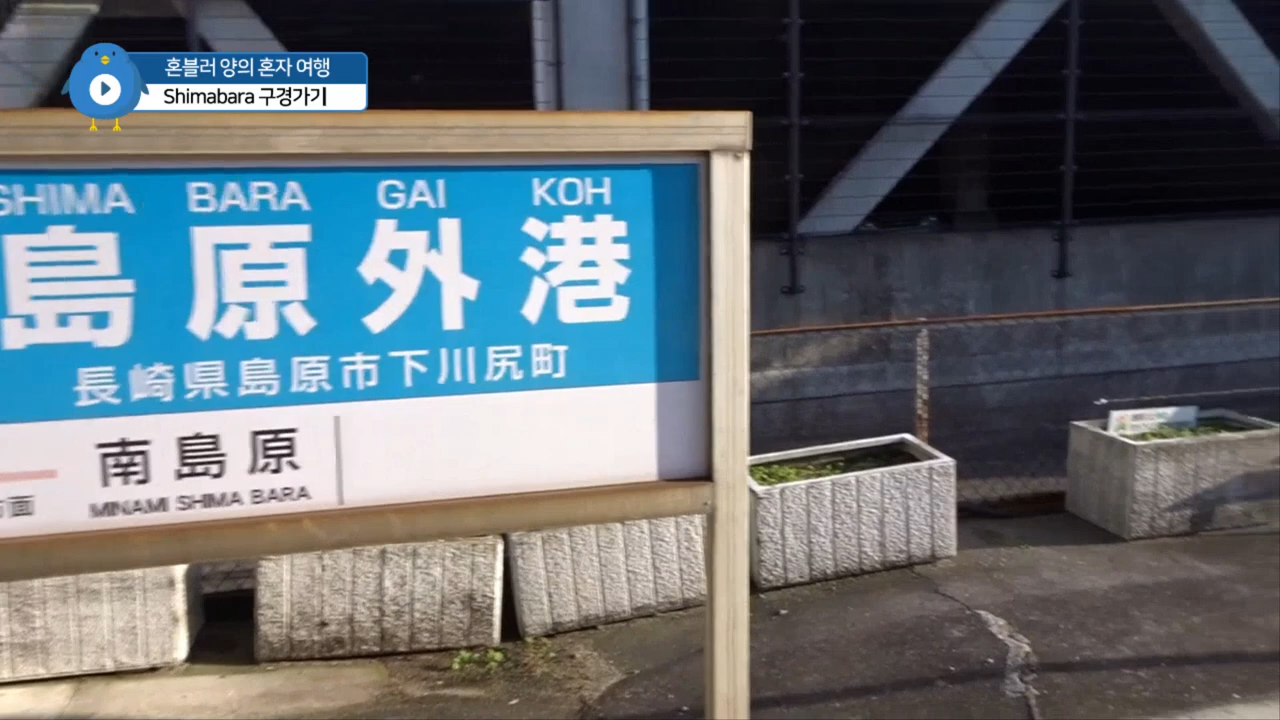 혼블러 양의 혼자 여행
Shimabara 구경가기
SHIMA BARA GAI KOH
島原外港
長崎県島原市下川尻町
南島原
MINAMI SHIMA BARA
方面